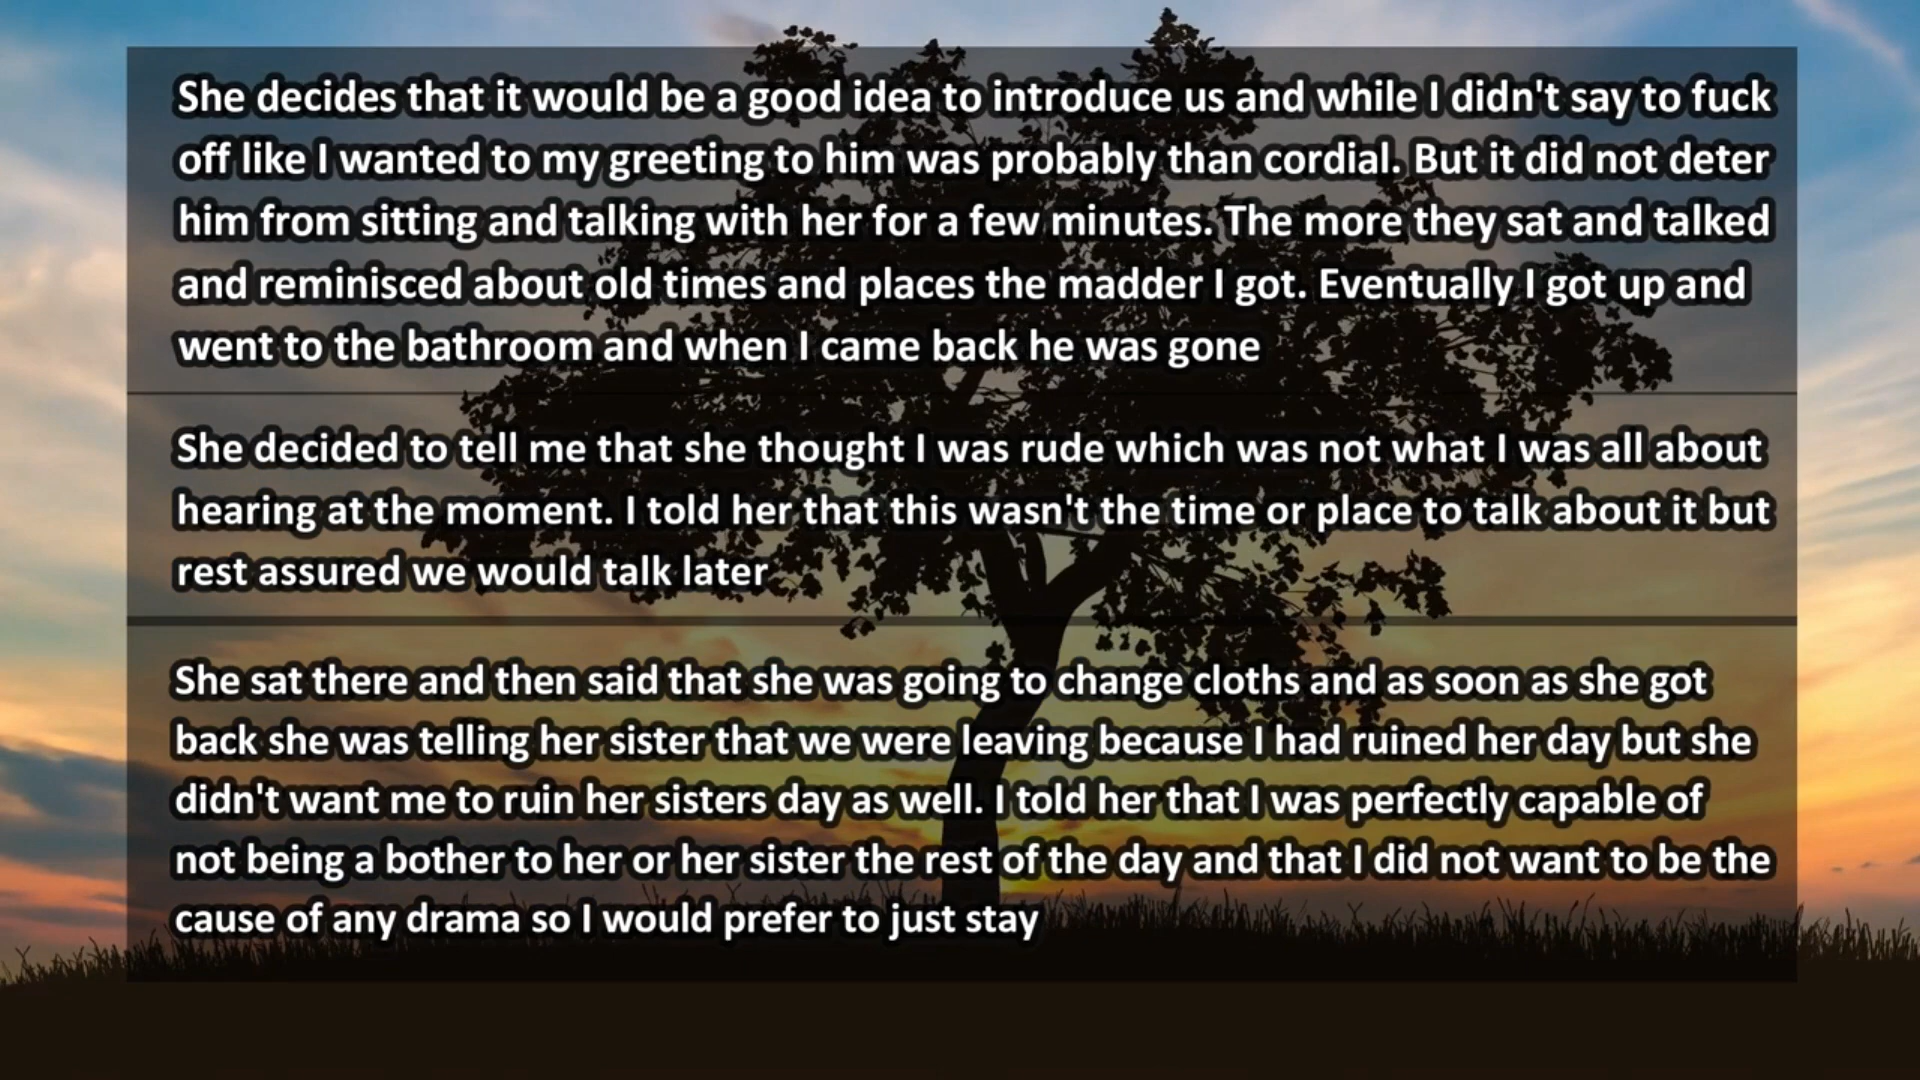 She decides that it would be a good idea to introduce us and while I didn't say to fuck
off like I wanted to my greeting to him was probably than cordial. But it did not deter
him from sitting and talking with her for a few minutes. The more they sat and talked
and reminisced about old times and places the madder I got. Eventually I got up and
went to the bathroom and when I came back he was gone
She decided to tell me that she thought I was rude which was not what I was all about
hearing at the moment. I told her that this wasn't the time or place to talk about it but
rest assured we would talk later
She sat there and then said that she was going to change cloths and as soon as she got
back she was telling her sister that we were leaving because I had ruined her day but she
didn't want me to ruin her sisters day as well. I told her that I was perfectly capable of
not being a bother to her or her sister the rest of the day and that I did not want to be the
cause of any drama so I would prefer to just stay